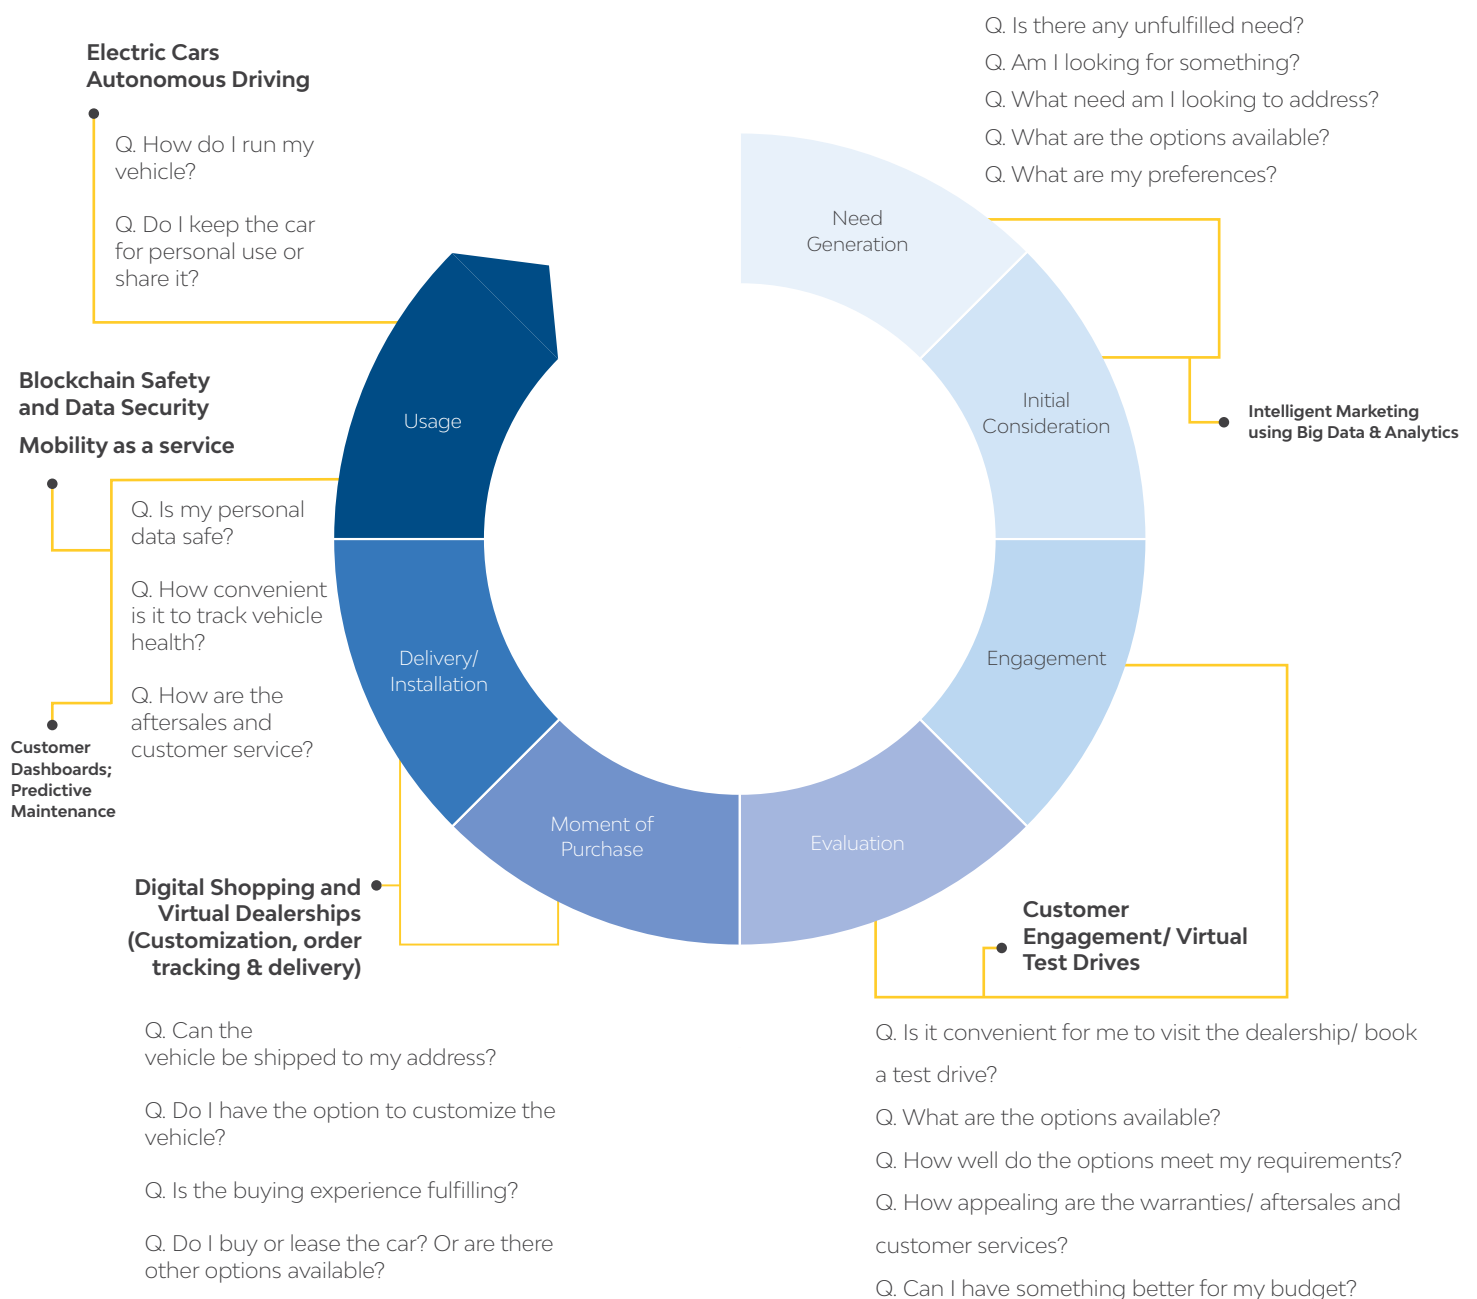 Electric Cars
Autonomous Driving
Q. How do I run my
vehicle?
Q. Do I keep the car
for personal use or
share it?
Q. Is there any unfulfilled need?
Q. Am I looking for something?
Q. What need am I looking to address?
Q. What are the options available?
Q. What are my preferences?
Need
Generation
Initial
Consideration
Intelligent Marketing
using Big Data & Analytics
Usage
Blockchain Safety
and Data Security
Mobility as a service
Q. Is my personal
data safe?
Q. How convenient
is it to track vehicle
health?
Q. How are the
aftersales and
customer service?
Customer
Dashboards;
Predictive
Maintenance
Delivery/
Installation
Engagement
Moment of
Purchase
Evaluation
Digital Shopping and
Virtual Dealerships
(Customization, order
tracking & delivery)
Customer
Engagement/ Virtual
Test Drives
Q. Can the
vehicle be shipped to my address?
Q. Do I have the option to customize the
vehicle?
Q. Is the buying experience fulfilling?
Q. Do I buy or lease the car? Or are there
other options available?
Q. Is it convenient for me to visit the dealership/ book
a test drive?
Q. What are the options available?
Q. How well do the options meet my requirements?
Q. How appealing are the warranties/ aftersales and
customer services?
Q. Can I have something better for my budget?